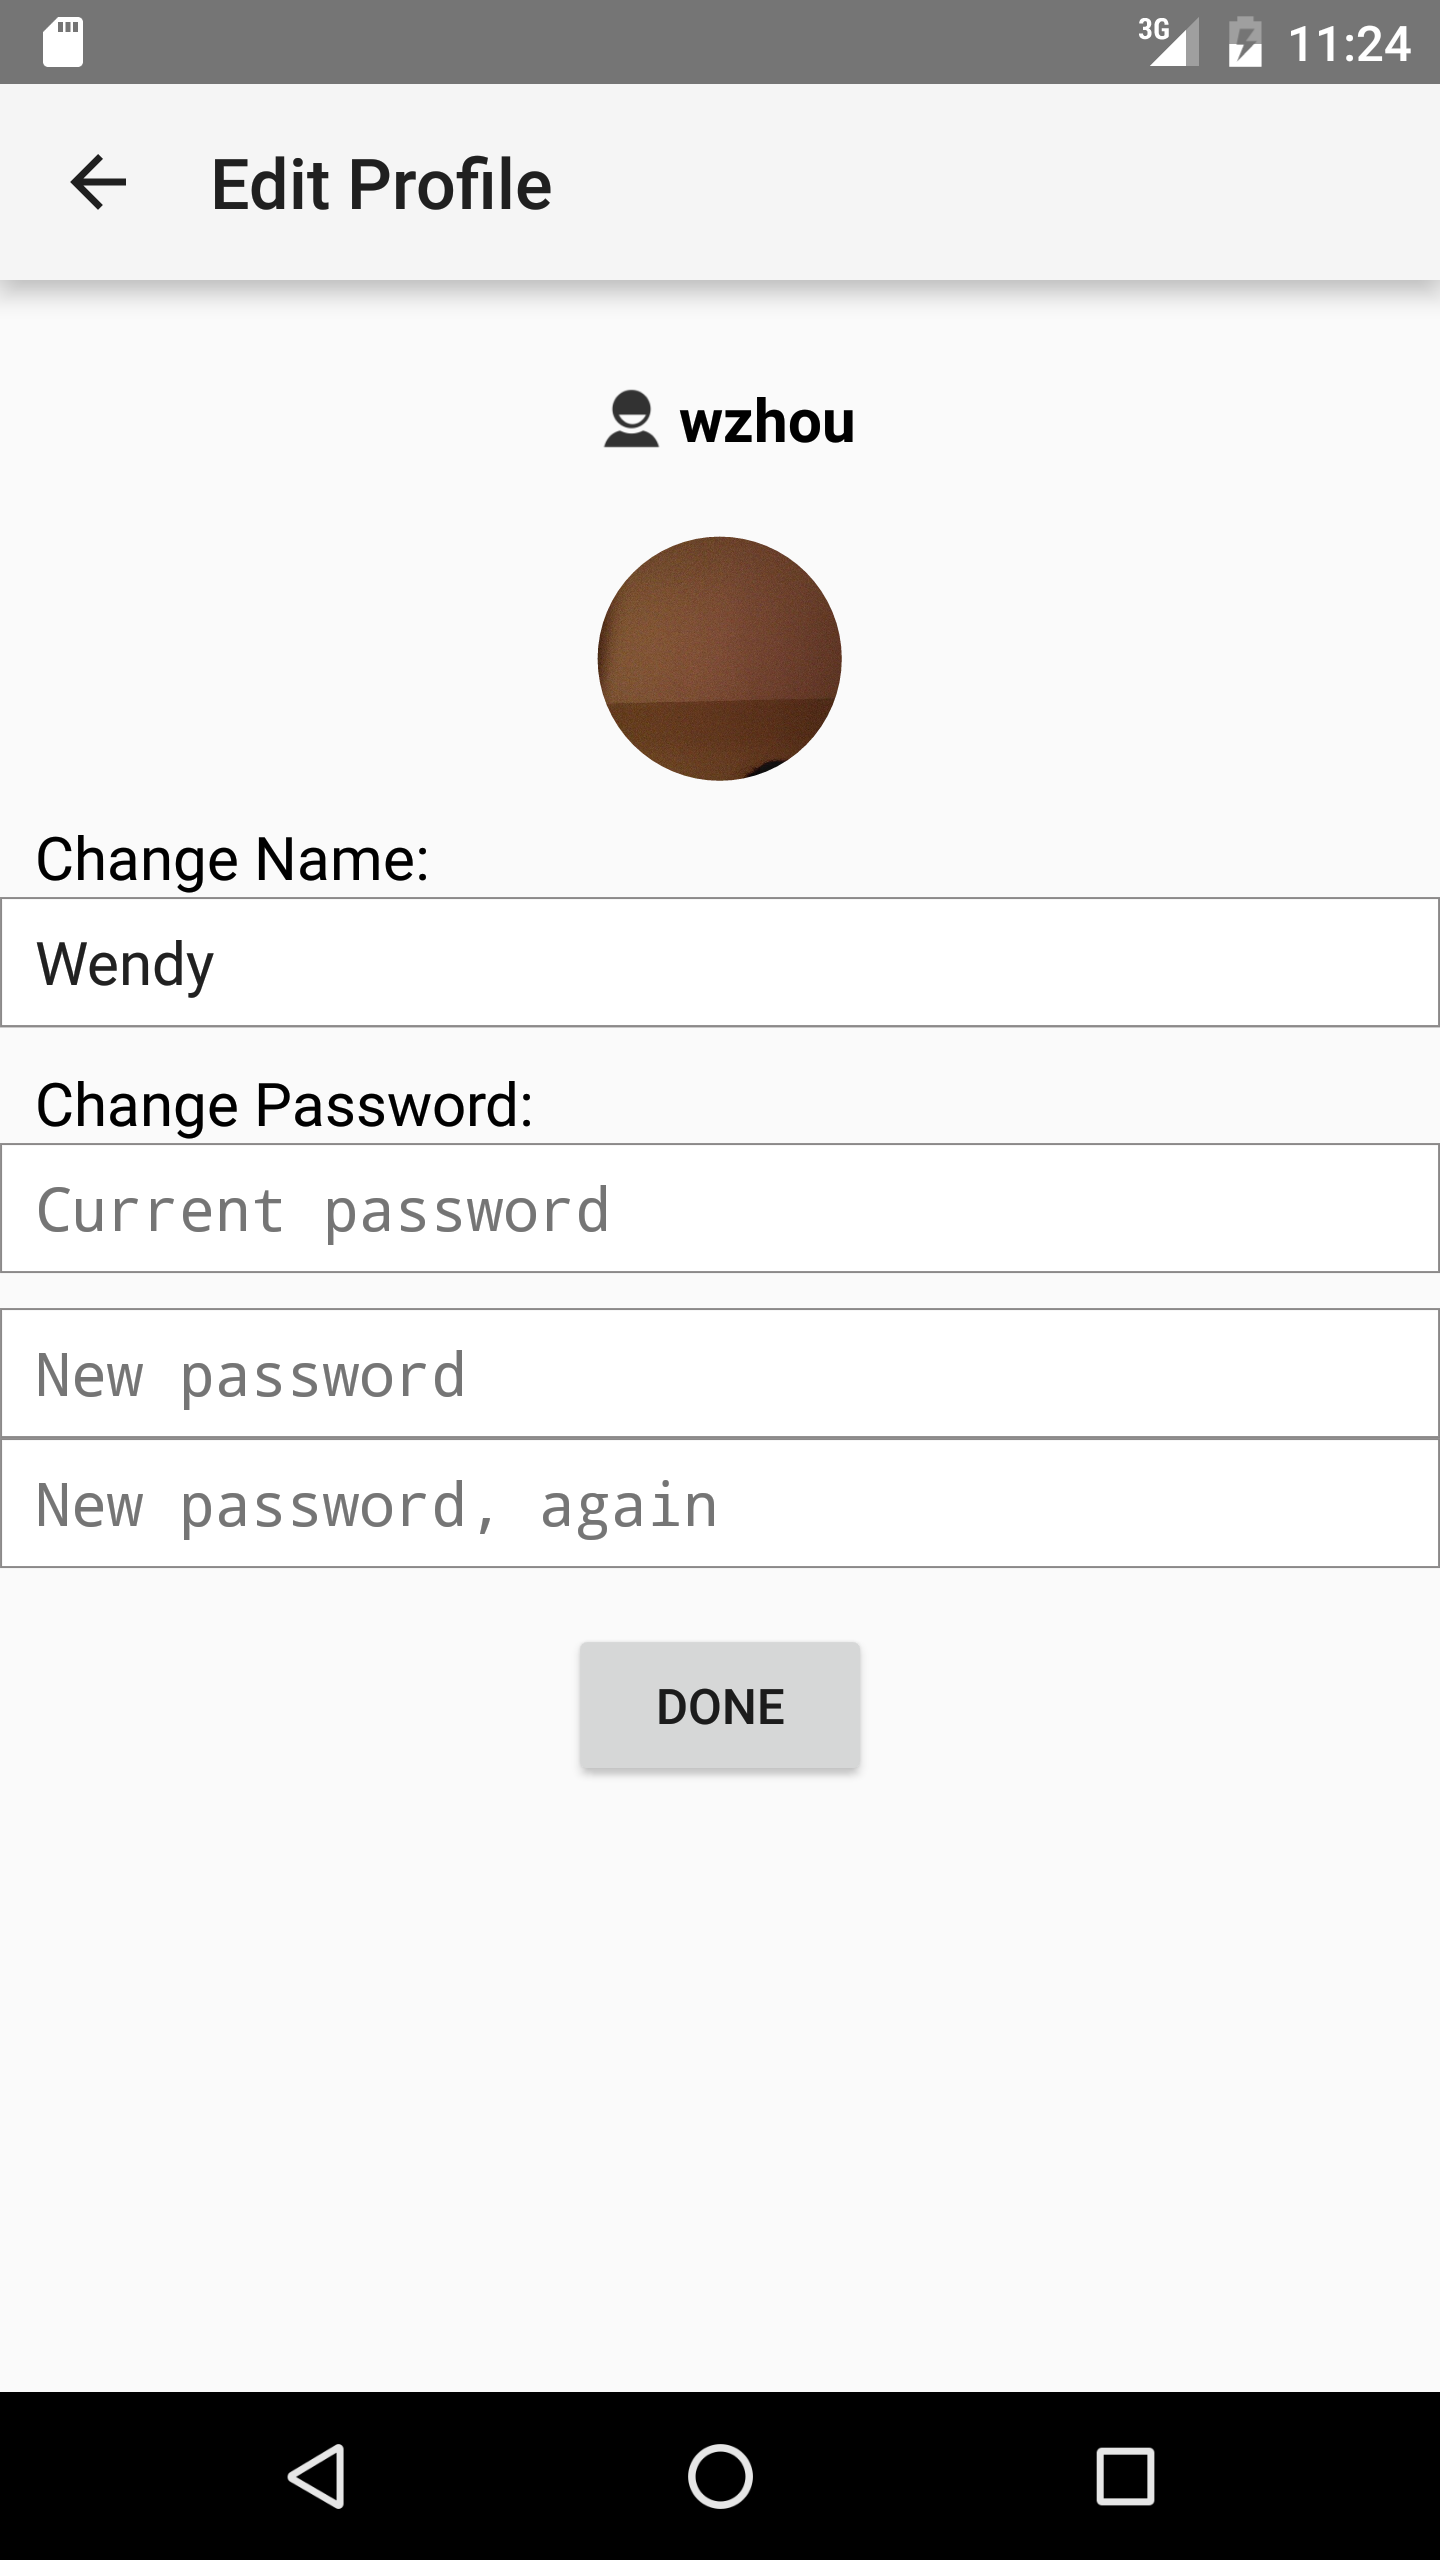 3G 11:24
Edit Profile
wzhou
Change Name:
Wendy
Change Password:
Current password
New password
New password, again
DONE